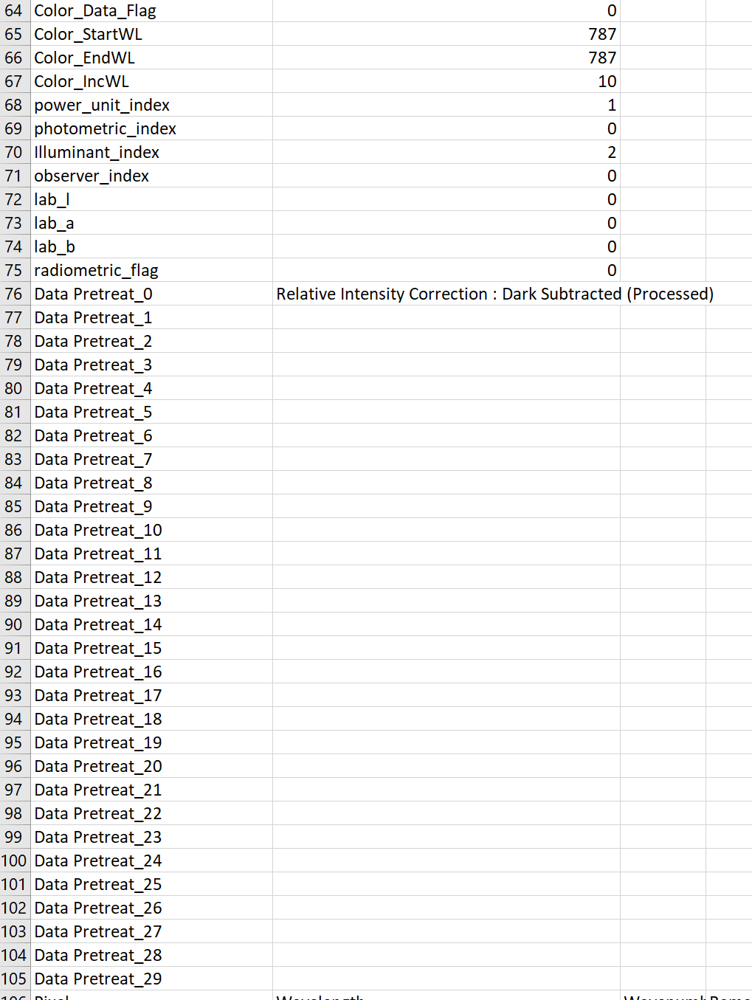 64 Color_Data_Flag 0
65 Color_StartWL 787
66 Color_EndWL 787
67 Color_IncWL 10
68 power_unit_index 1
69 photometric_index 0
70 Illuminant_index 2
71 observer_index 0
72 lab_l 0
73 lab_a 0
74 lab_b 0
75 radiometric_flag 0
76 Data Pretreat_0 Relative Intensity Correction : Dark Subtracted (Processed)
77 Data Pretreat_1
78 Data Pretreat_2
79 Data Pretreat_3
80 Data Pretreat_4
81 Data Pretreat_5
82 Data Pretreat_6
83 Data Pretreat_7
84 Data Pretreat_8
85 Data Pretreat_9
86 Data Pretreat_10
87 Data Pretreat_11
88 Data Pretreat_12
89 Data Pretreat_13
90 Data Pretreat_14
91 Data Pretreat_15
92 Data Pretreat_16
93 Data Pretreat_17
94 Data Pretreat_18
95 Data Pretreat_19
96 Data Pretreat_20
97 Data Pretreat_21
98 Data Pretreat_22
99 Data Pretreat_23
100 Data Pretreat_24
101 Data Pretreat_25
102 Data Pretreat_26
103 Data Pretreat_27
104 Data Pretreat_28
105 Data Pretreat_29
106 Pixel Wavelength